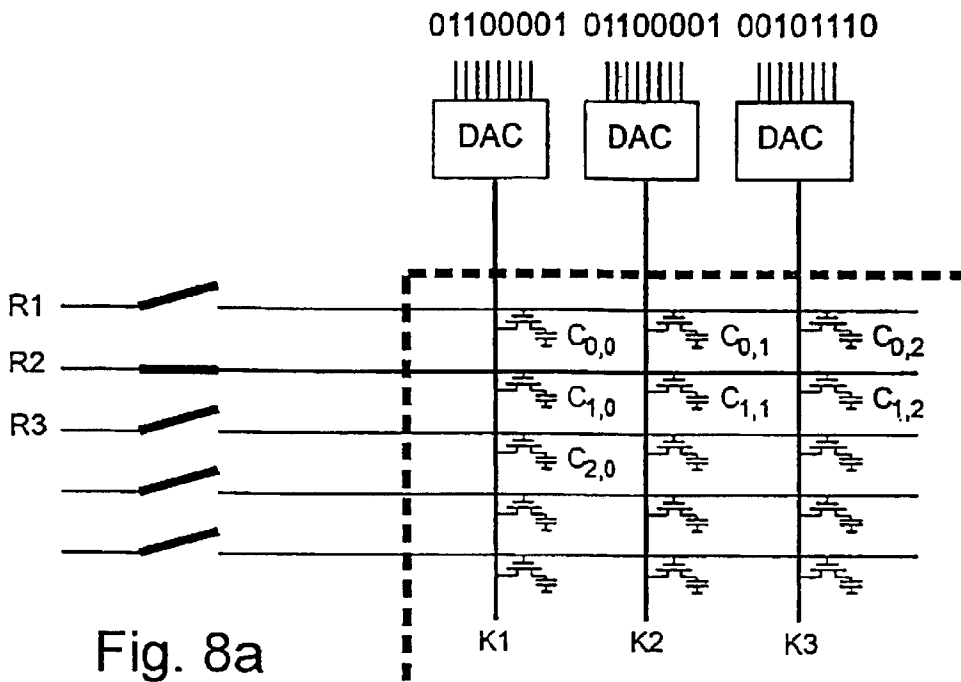 01100001 01100001 00101110
DAC DAC DAC
R1
C0,0 C0,1 C0,2
R2
C1,0 C1,1 C1,2
R3
C2,0
K1 K2 K3
Fig. 8a